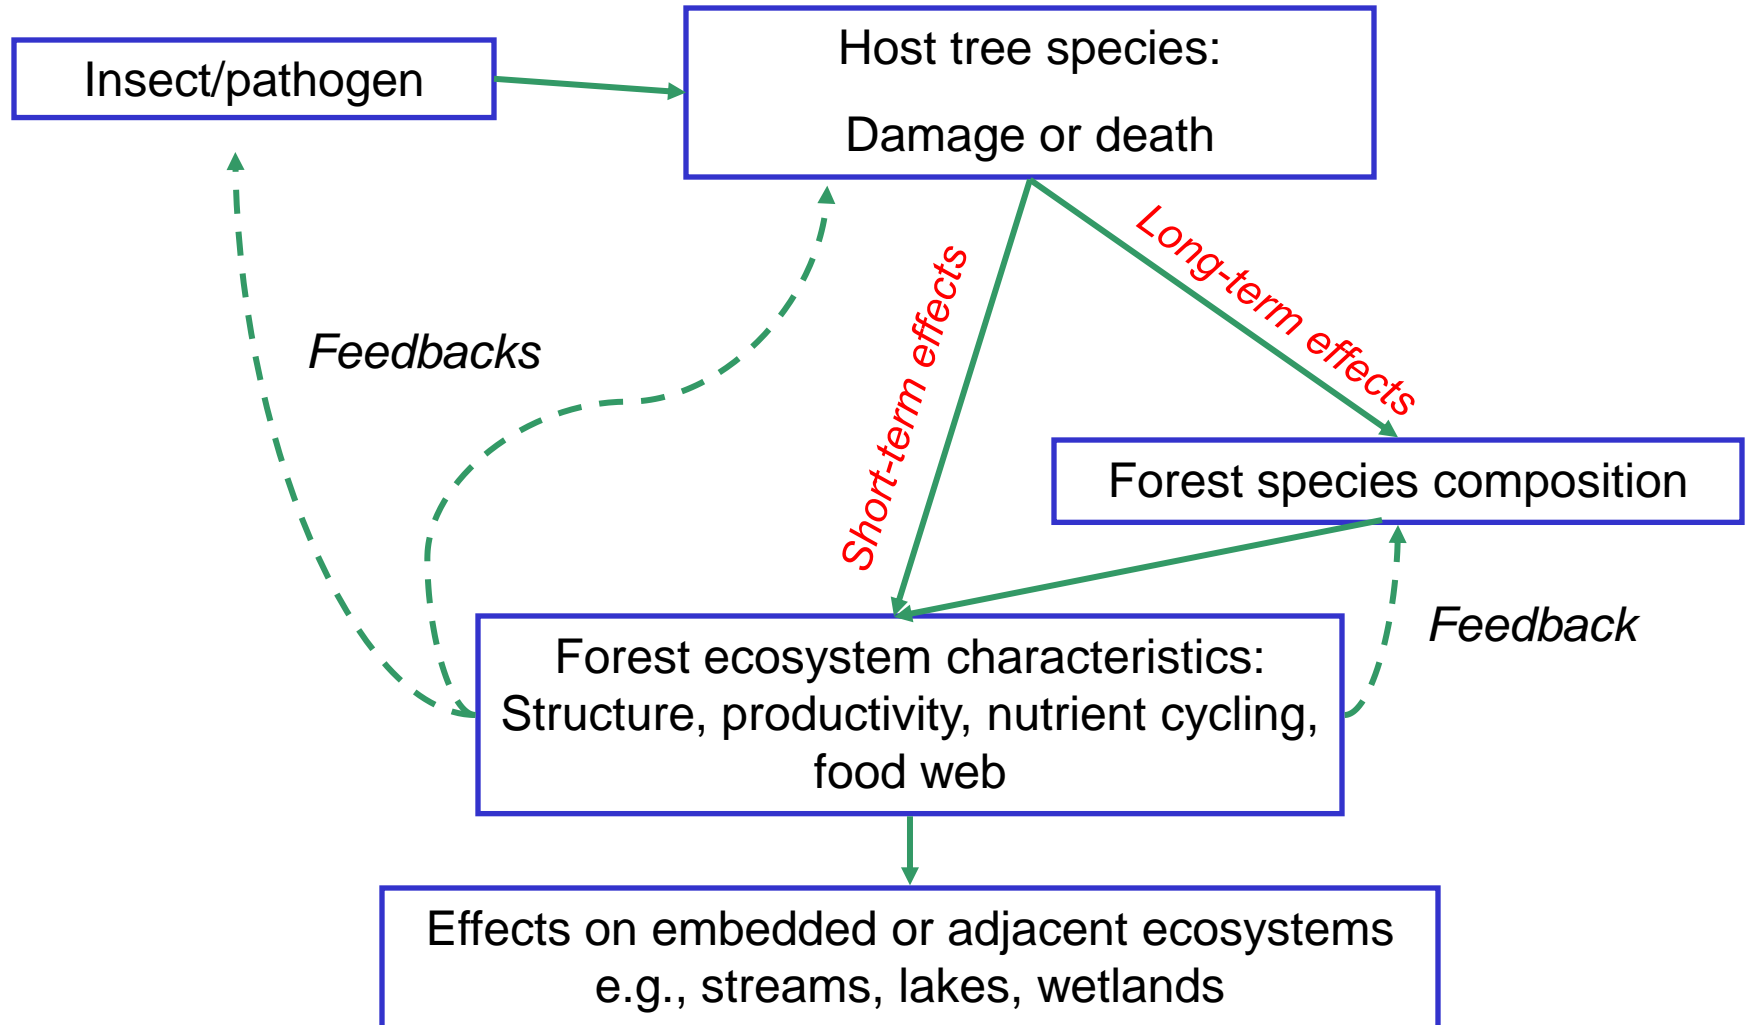 Insect/pathogen
Host tree species:
Damage or death
Short-term effects
Long-term effects
Feedbacks
Forest species composition
Feedback
Forest ecosystem characteristics:
Structure, productivity, nutrient cycling,
food web
Effects on embedded or adjacent ecosystems
e.g., streams, lakes, wetlands